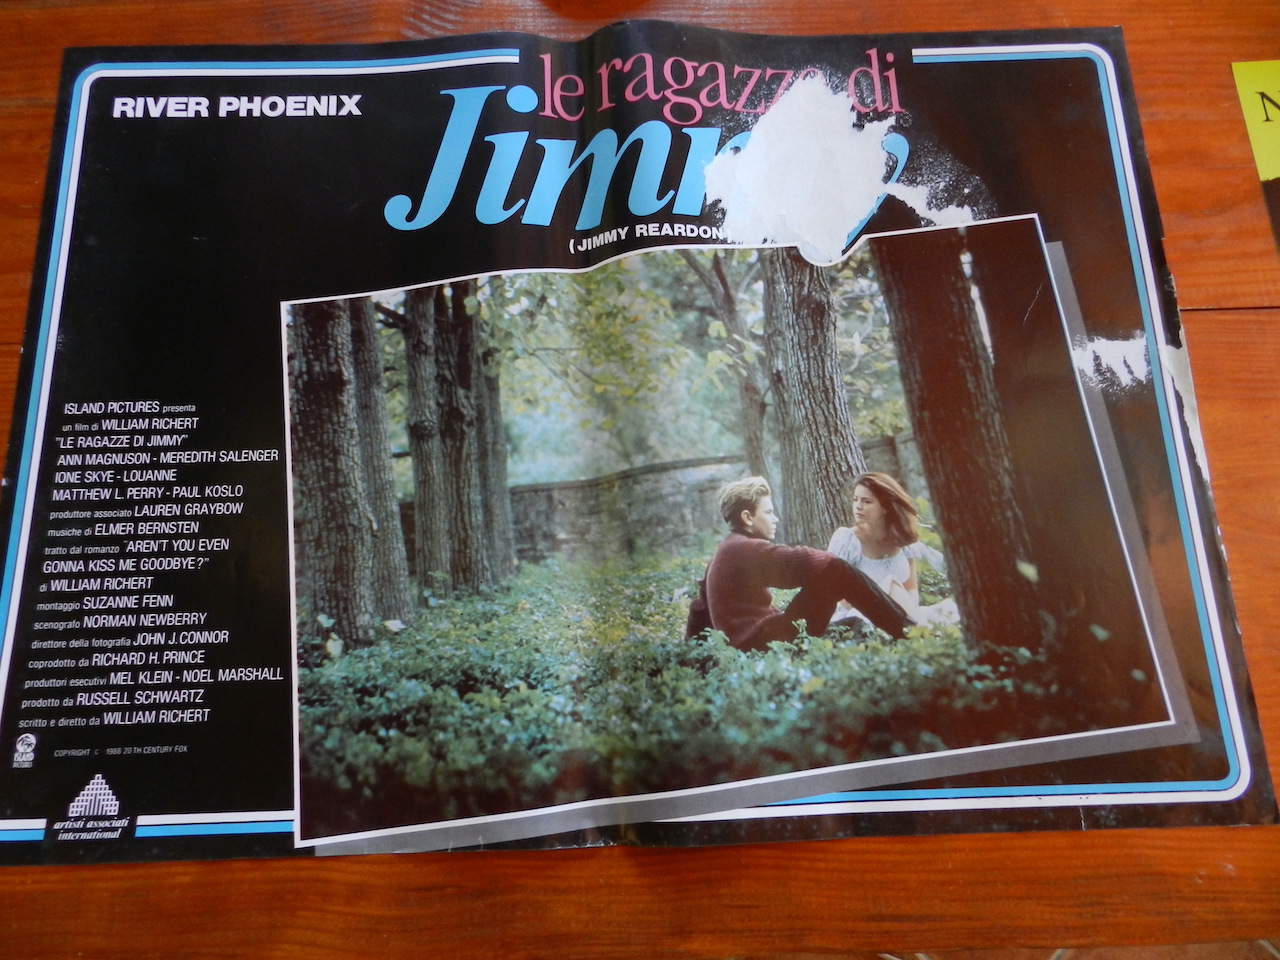 RIVER PHOENIX
le ragazze di
Jimmy
(JIMMY REARDON)
ISLAND PICTURES presenta
un film di WILLIAM RICHERT
"LE RAGAZZE DI JIMMY"
ANN MAGNUSON - MEREDITH SALENGER
IONE SKYE - LOUANNE
MATTHEW L. PERRY - PAUL KOSLO
produttore associato LAUREN GRAYBOW
musiche di ELMER BERNSTEN
tratto dal romanzo "AREN'T YOU EVEN
GONNA KISS ME GOODBYE?"
di WILLIAM RICHERT
montaggio SUZANNE FENN
scenografo NORMAN NEWBERRY
direttore della fotografia JOHN J. CONNOR
coprodotto da RICHARD H. PRINCE
produttori esecutivi MEL KLEIN - NOEL MARSHALL
prodotto da RUSSELL SCHWARTZ
scritto e diretto da WILLIAM RICHERT
ISLAND
PICTURES
COPYRIGHT © 1988 20TH CENTURY FOX
artisti associati
international
N